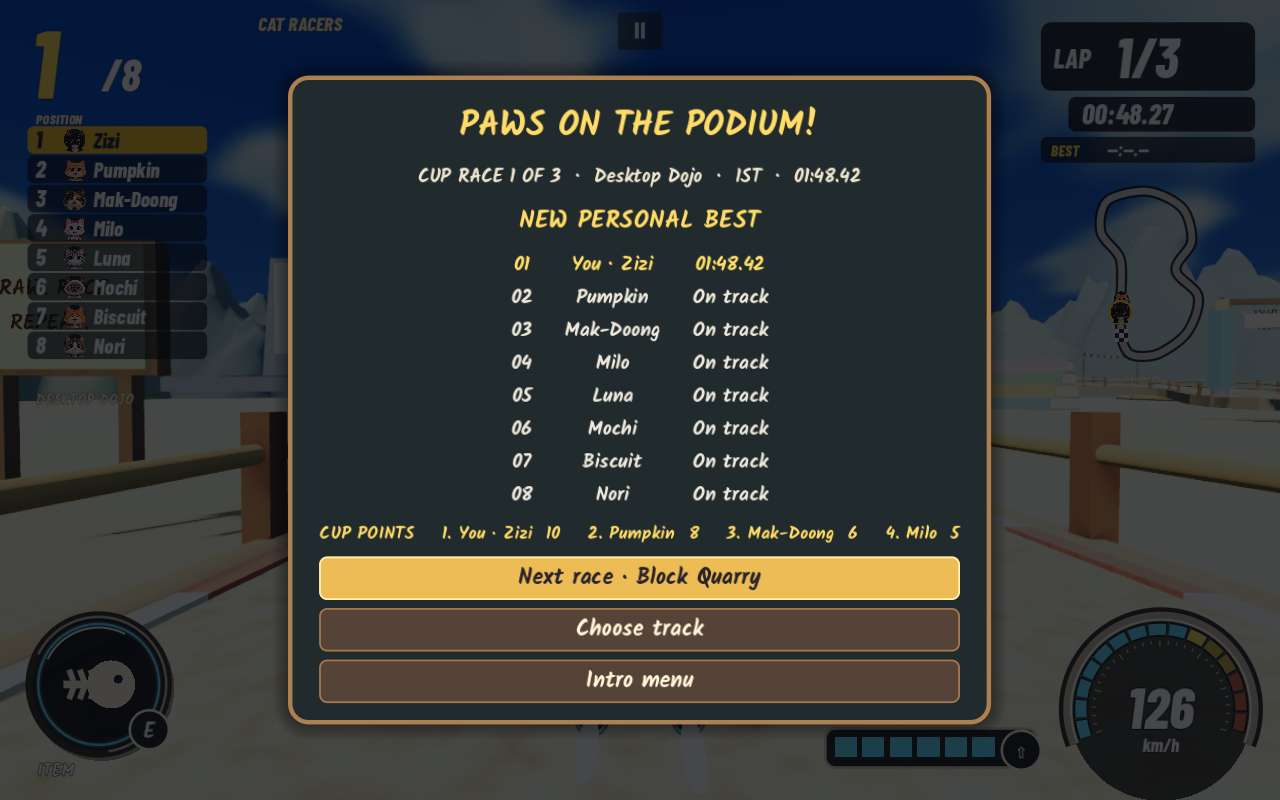 CAT RACERS
1 /8
POSITION
1 Zizi
2 Pumpkin
3 Mak-Doong
4 Milo
5 Luna
6 Mochi
7 Biscuit
8 Nori
DESKTOP DOJO
LAP 1/3
00:48.27
BEST --:--.--
PAWS ON THE PODIUM!
CUP RACE 1 OF 3 · Desktop Dojo · 1ST · 01:48.42
NEW PERSONAL BEST
01 You · Zizi 01:48.42
02 Pumpkin On track
03 Mak-Doong On track
04 Milo On track
05 Luna On track
06 Mochi On track
07 Biscuit On track
08 Nori On track
CUP POINTS 1. You · Zizi 10 2. Pumpkin 8 3. Mak-Doong 6 4. Milo 5
Next race · Block Quarry
Choose track
Intro menu
E
ITEM
126
km/h